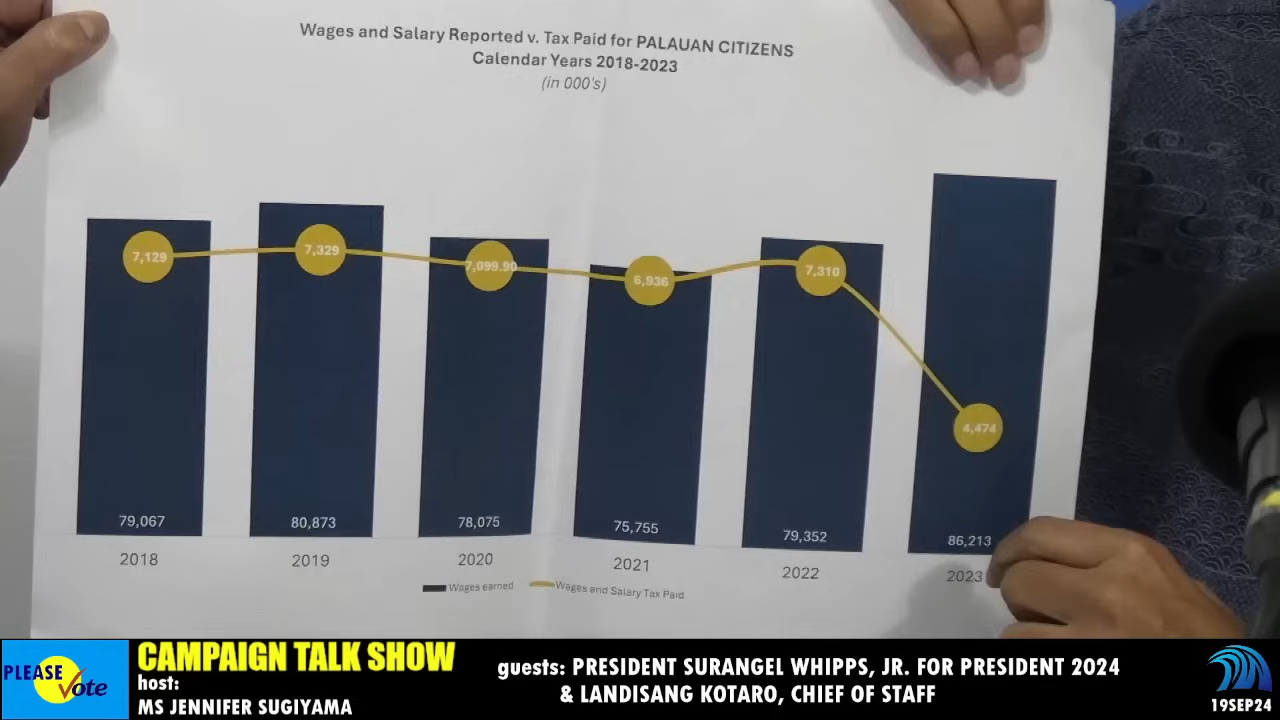 Wages and Salary Reported v. Tax Paid for PALAUAN CITIZENS
Calendar Years 2018-2023
(in 000's)
7,129
7,329
7,099.90
6,936
7,310
4,474
79,067
80,873
78,075
75,755
79,352
86,213
2018
2019
2020
2021
2022
2023
Wages earned
Wages and Salary Tax Paid
PLEASE
Vote
CAMPAIGN TALK SHOW
host:
MS JENNIFER SUGIYAMA
guests: PRESIDENT SURANGEL WHIPPS, JR. FOR PRESIDENT 2024
& LANDISANG KOTARO, CHIEF OF STAFF
19SEP24